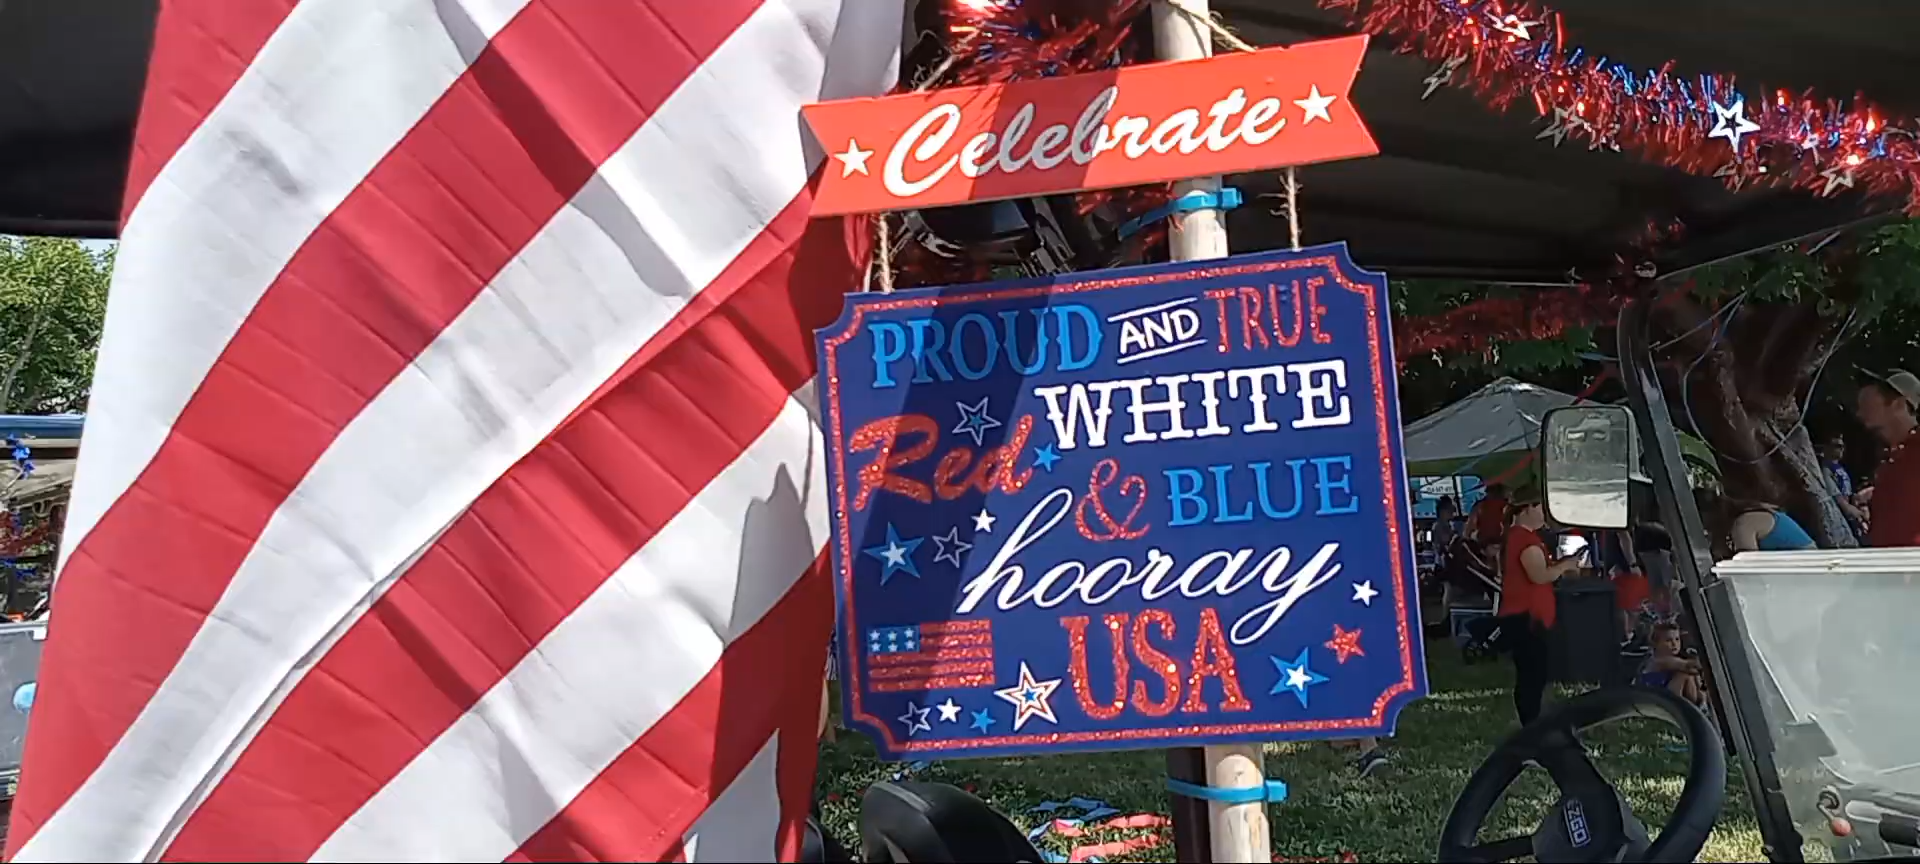 Celebrate
PROUD AND TRUE
Red WHITE
& BLUE
hooray
USA